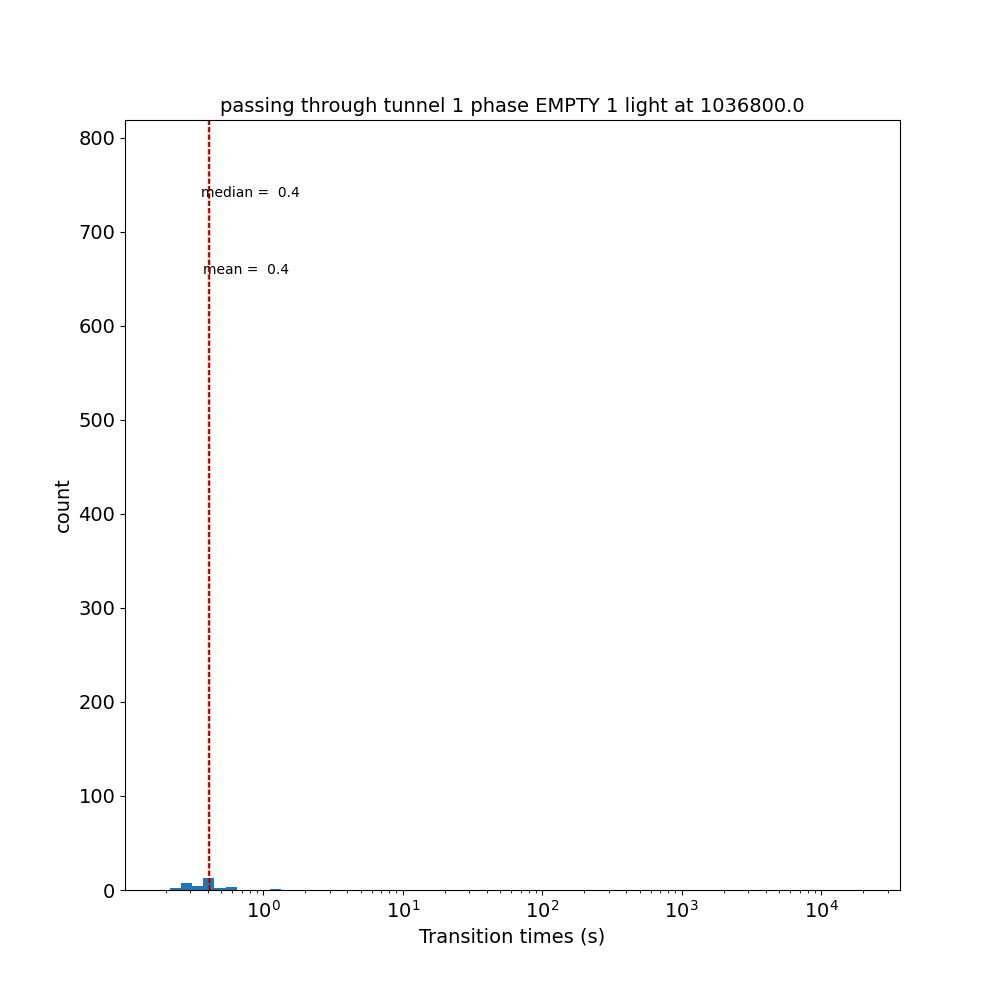 passing through tunnel 1 phase EMPTY 1 light at 1036800.0
800
median =  0.4
700
mean =  0.4
600
500
count
400
300
200
100
0
10⁰ 10¹ 10² 10³ 10⁴
Transition times (s)